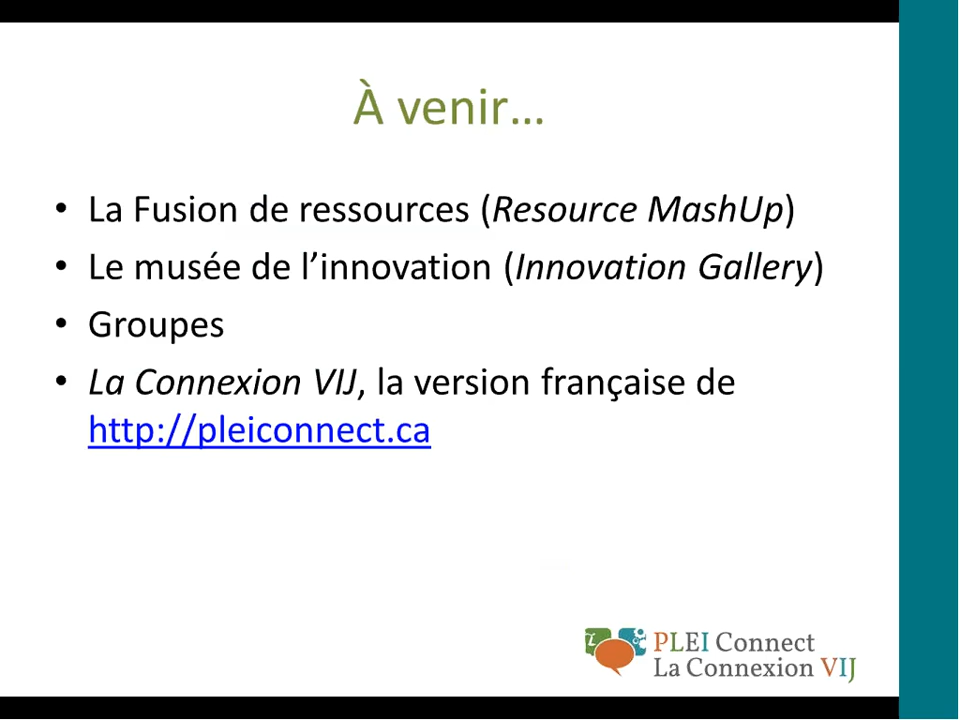 À venir…
• La Fusion de ressources (Resource MashUp)
• Le musée de l’innovation (Innovation Gallery)
• Groupes
• La Connexion VIJ, la version française de
http://pleiconnect.ca
PLEI Connect
La Connexion VIJ